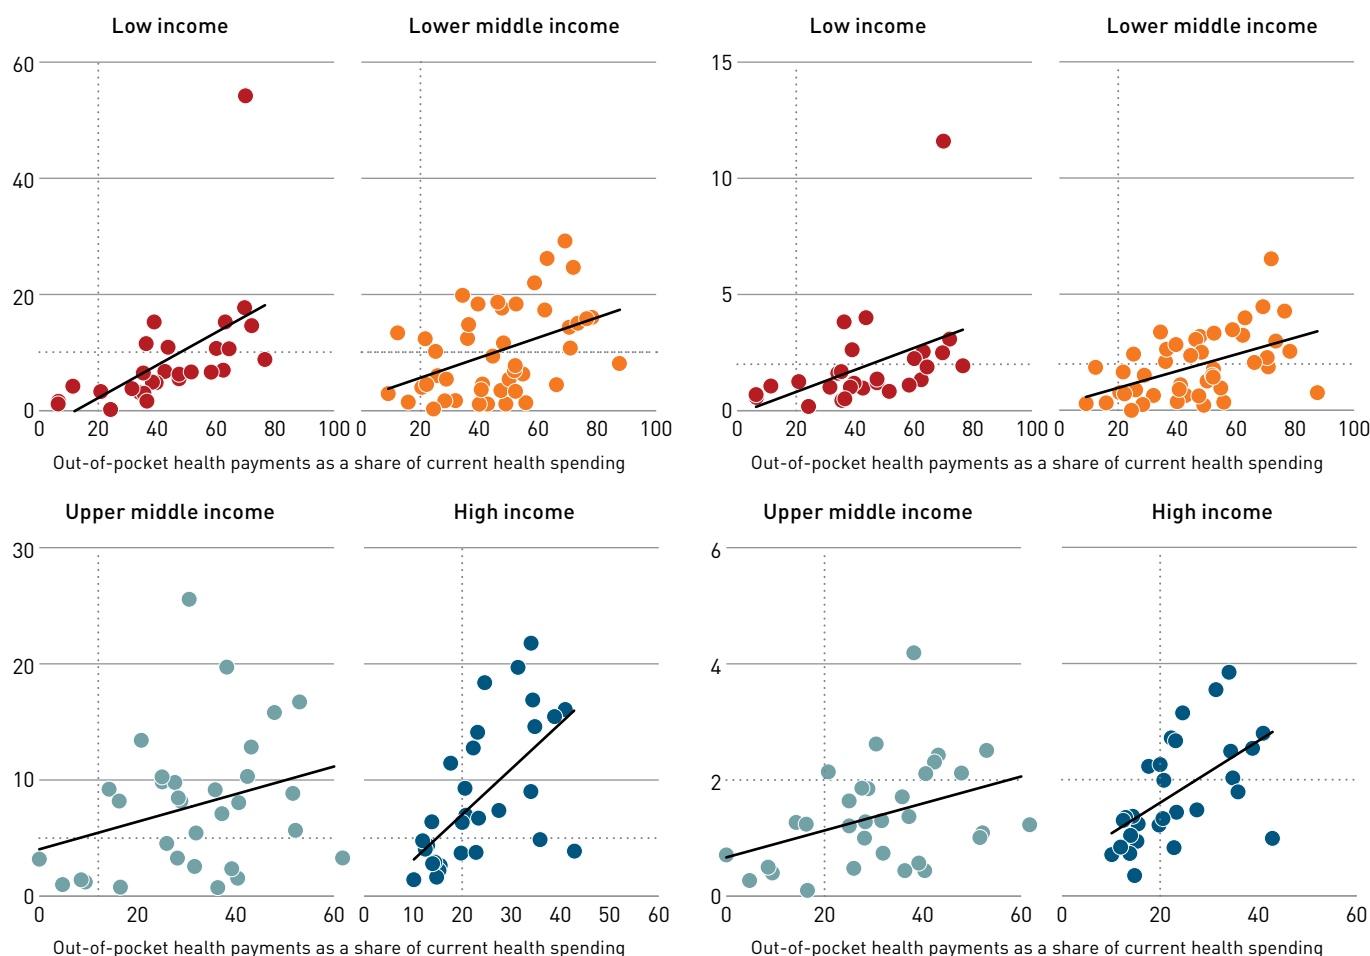 Low income
Lower middle income
Low income
Lower middle income
60
40
20
0
0 20 40 60 80 100
0 20 40 60 80 100
15
10
5
0
0 20 40 60 80 100
0 20 40 60 80 100
Out-of-pocket health payments as a share of current health spending
Out-of-pocket health payments as a share of current health spending
Upper middle income
High income
Upper middle income
High income
30
20
10
0
0 20 40 60
0 10 20 30 40 50 60
6
4
2
0
0 20 40 60
0 20 40 60
Out-of-pocket health payments as a share of current health spending
Out-of-pocket health payments as a share of current health spending